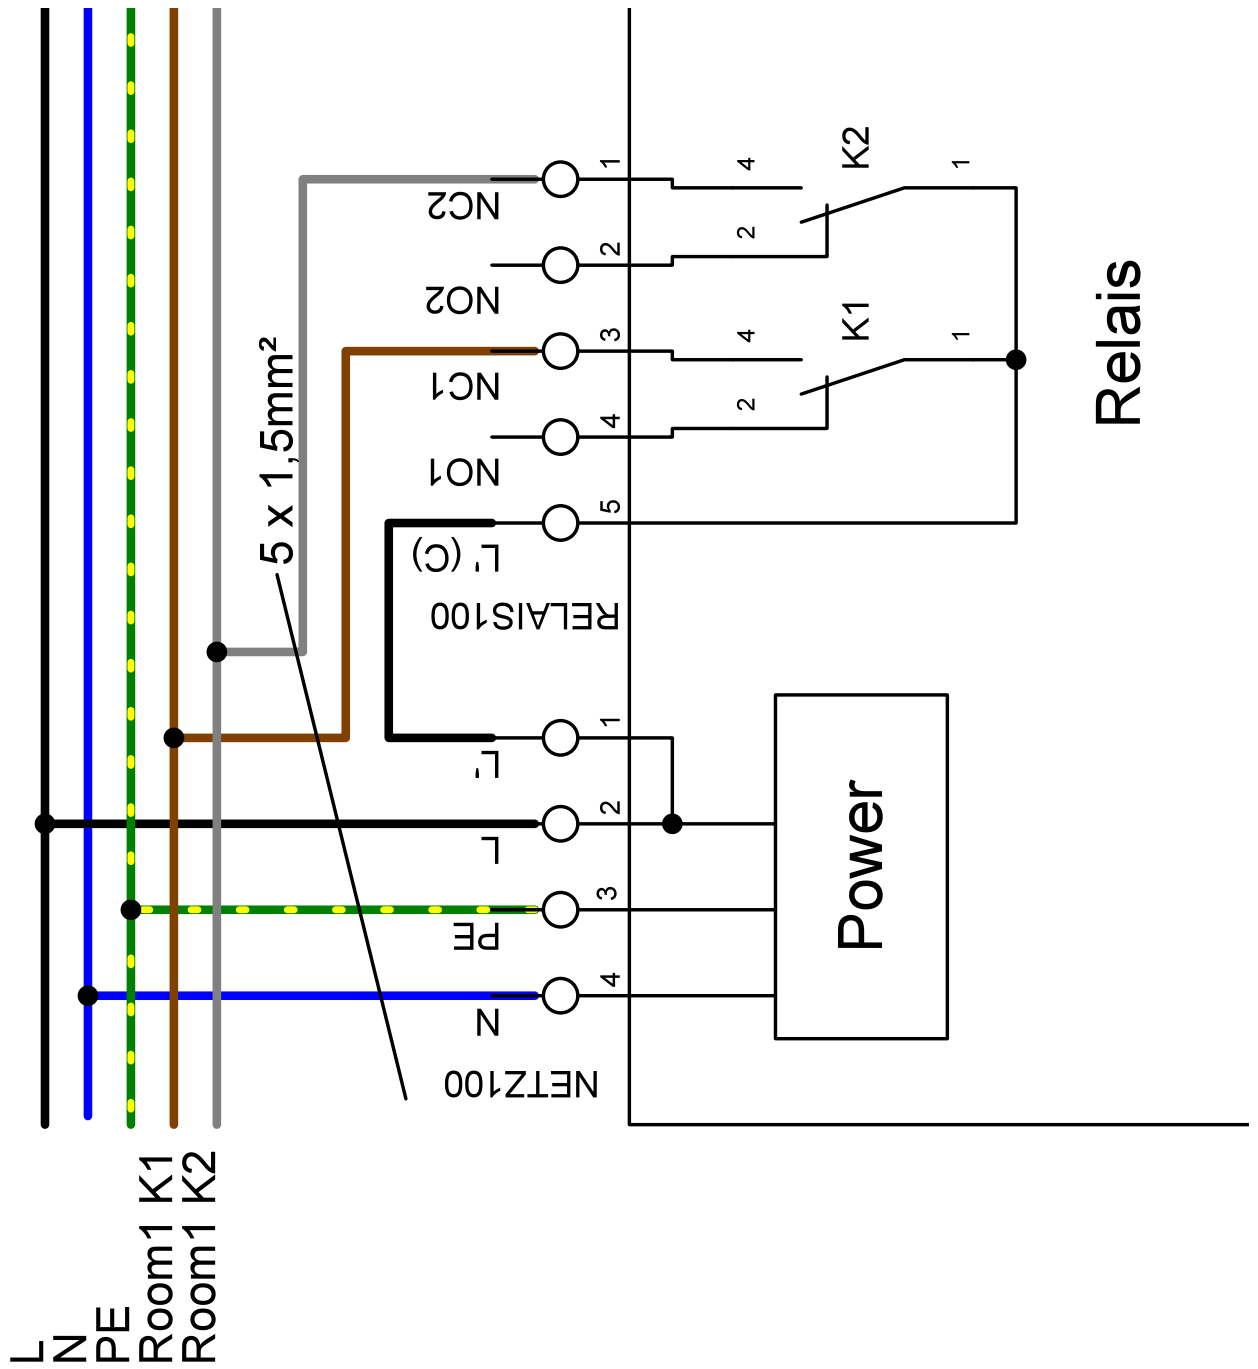 L
N
PE
Room1 K1
Room1 K2
5 x 1,5mm²
NC2
1
NO2
2
NC1
3
NO1
4
L' (C)
5
RELAIS100
L'
1
L
2
PE
3
N
4
NETZ100
4
2
K2
1
4
2
K1
1
Relais
Power